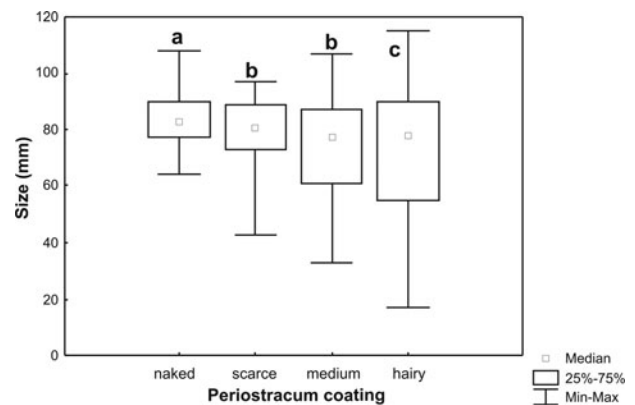 120
100
80
60
40
20
0
Size (mm)
a
b
b
c
naked scarce medium hairy
Periostracum coating
Median
25%-75%
Min-Max